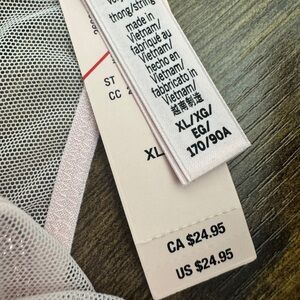 thong/string
made in
Vietnam/
fabriqué au
Vietnam/
hecho en
Vietnam/
fabbricato in
Vietnam/
越南制造
XL/XG/
EG/
170/90A
ST
CC 2
XL
CA $24.95
US $24.95